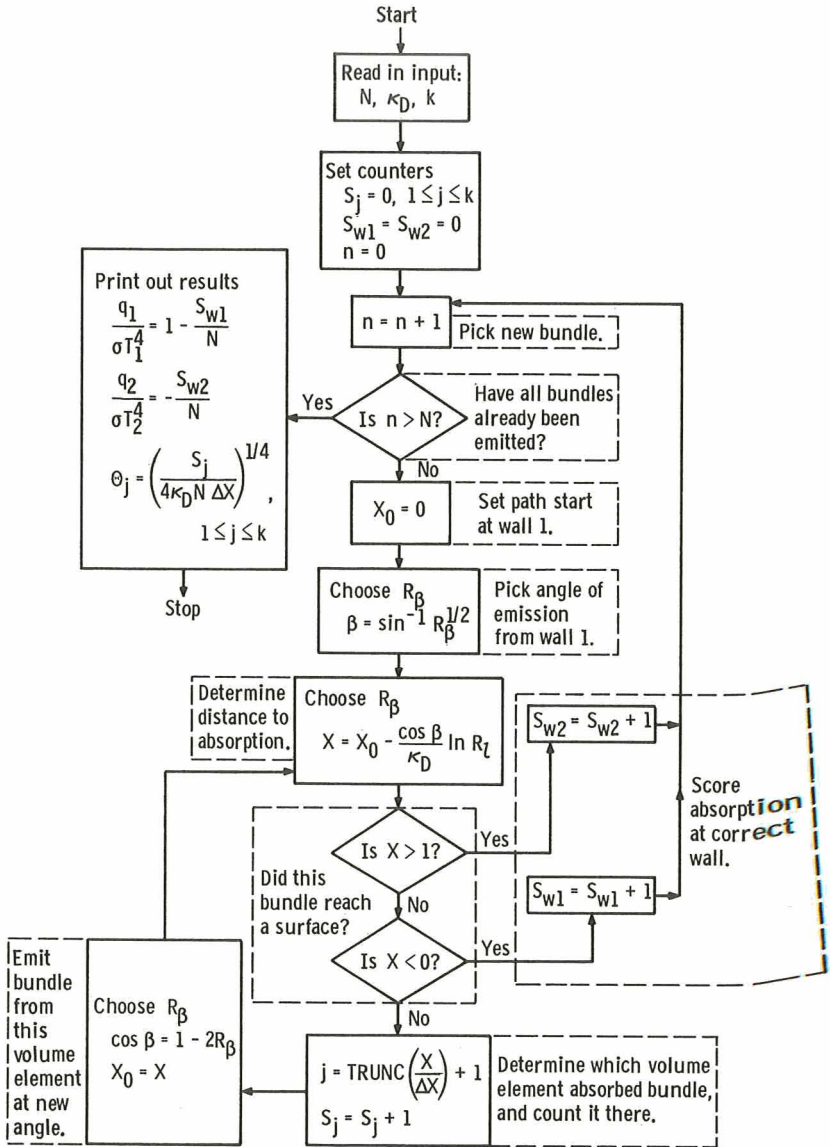 Start
Read in input:
N, κD, k
Set counters
Sj = 0, 1 ≤ j ≤ k
Sw1 = Sw2 = 0
n = 0
n = n + 1
Pick new bundle.
Is n > N?
Have all bundles
already been
emitted?
Yes
Print out results
q1/σT1^4 = 1 - Sw1/N
q2/σT2^4 = -Sw2/N
Θj = (Sj/4κDN ΔX)^1/4,
1 ≤ j ≤ k
Stop
No
X0 = 0
Set path start
at wall 1.
Choose Rβ
β = sin^-1 Rβ^1/2
Pick angle of
emission
from wall 1.
Determine
distance to
absorption.
Choose Rβ
X = X0 - cos β/κD ln Rl
Is X > 1?
Yes
Sw2 = Sw2 + 1
Did this
bundle reach
a surface?
No
Is X < 0?
Yes
Sw1 = Sw1 + 1
Score
absorption
at correct
wall.
No
j = TRUNC(X/ΔX) + 1
Sj = Sj + 1
Determine which volume
element absorbed bundle,
and count it there.
Choose Rβ
cos β = 1 - 2Rβ
X0 = X
Emit
bundle
from
this
volume
element
at new
angle.